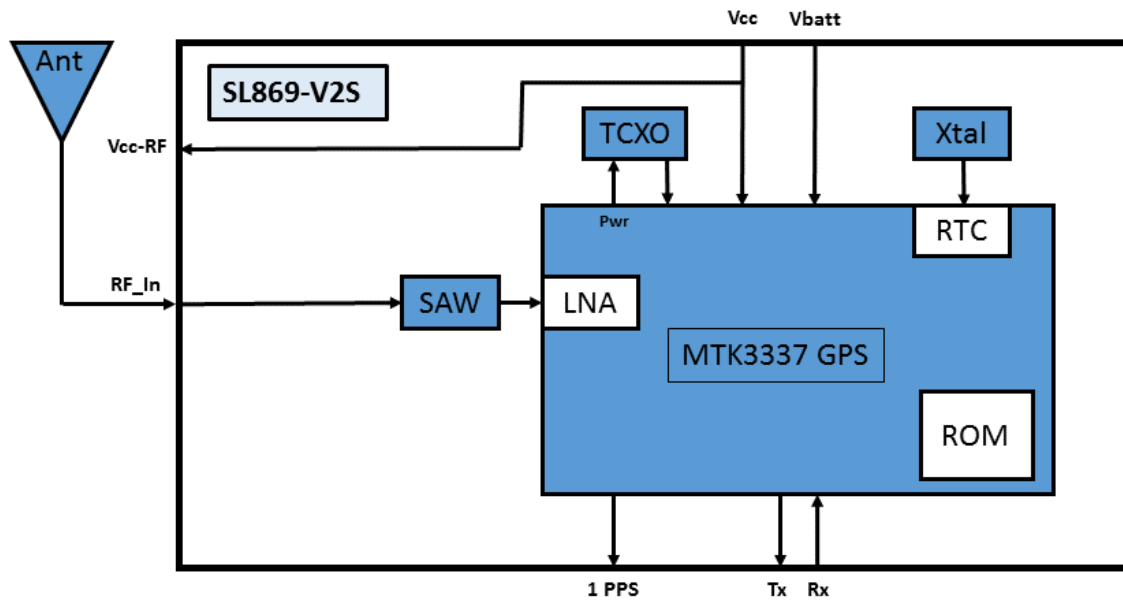 Vcc
Vbatt
Ant
SL869-V2S
TCXO
Xtal
Vcc-RF
Pwr
RTC
RF_In
SAW
LNA
MTK3337 GPS
ROM
1 PPS
Tx
Rx